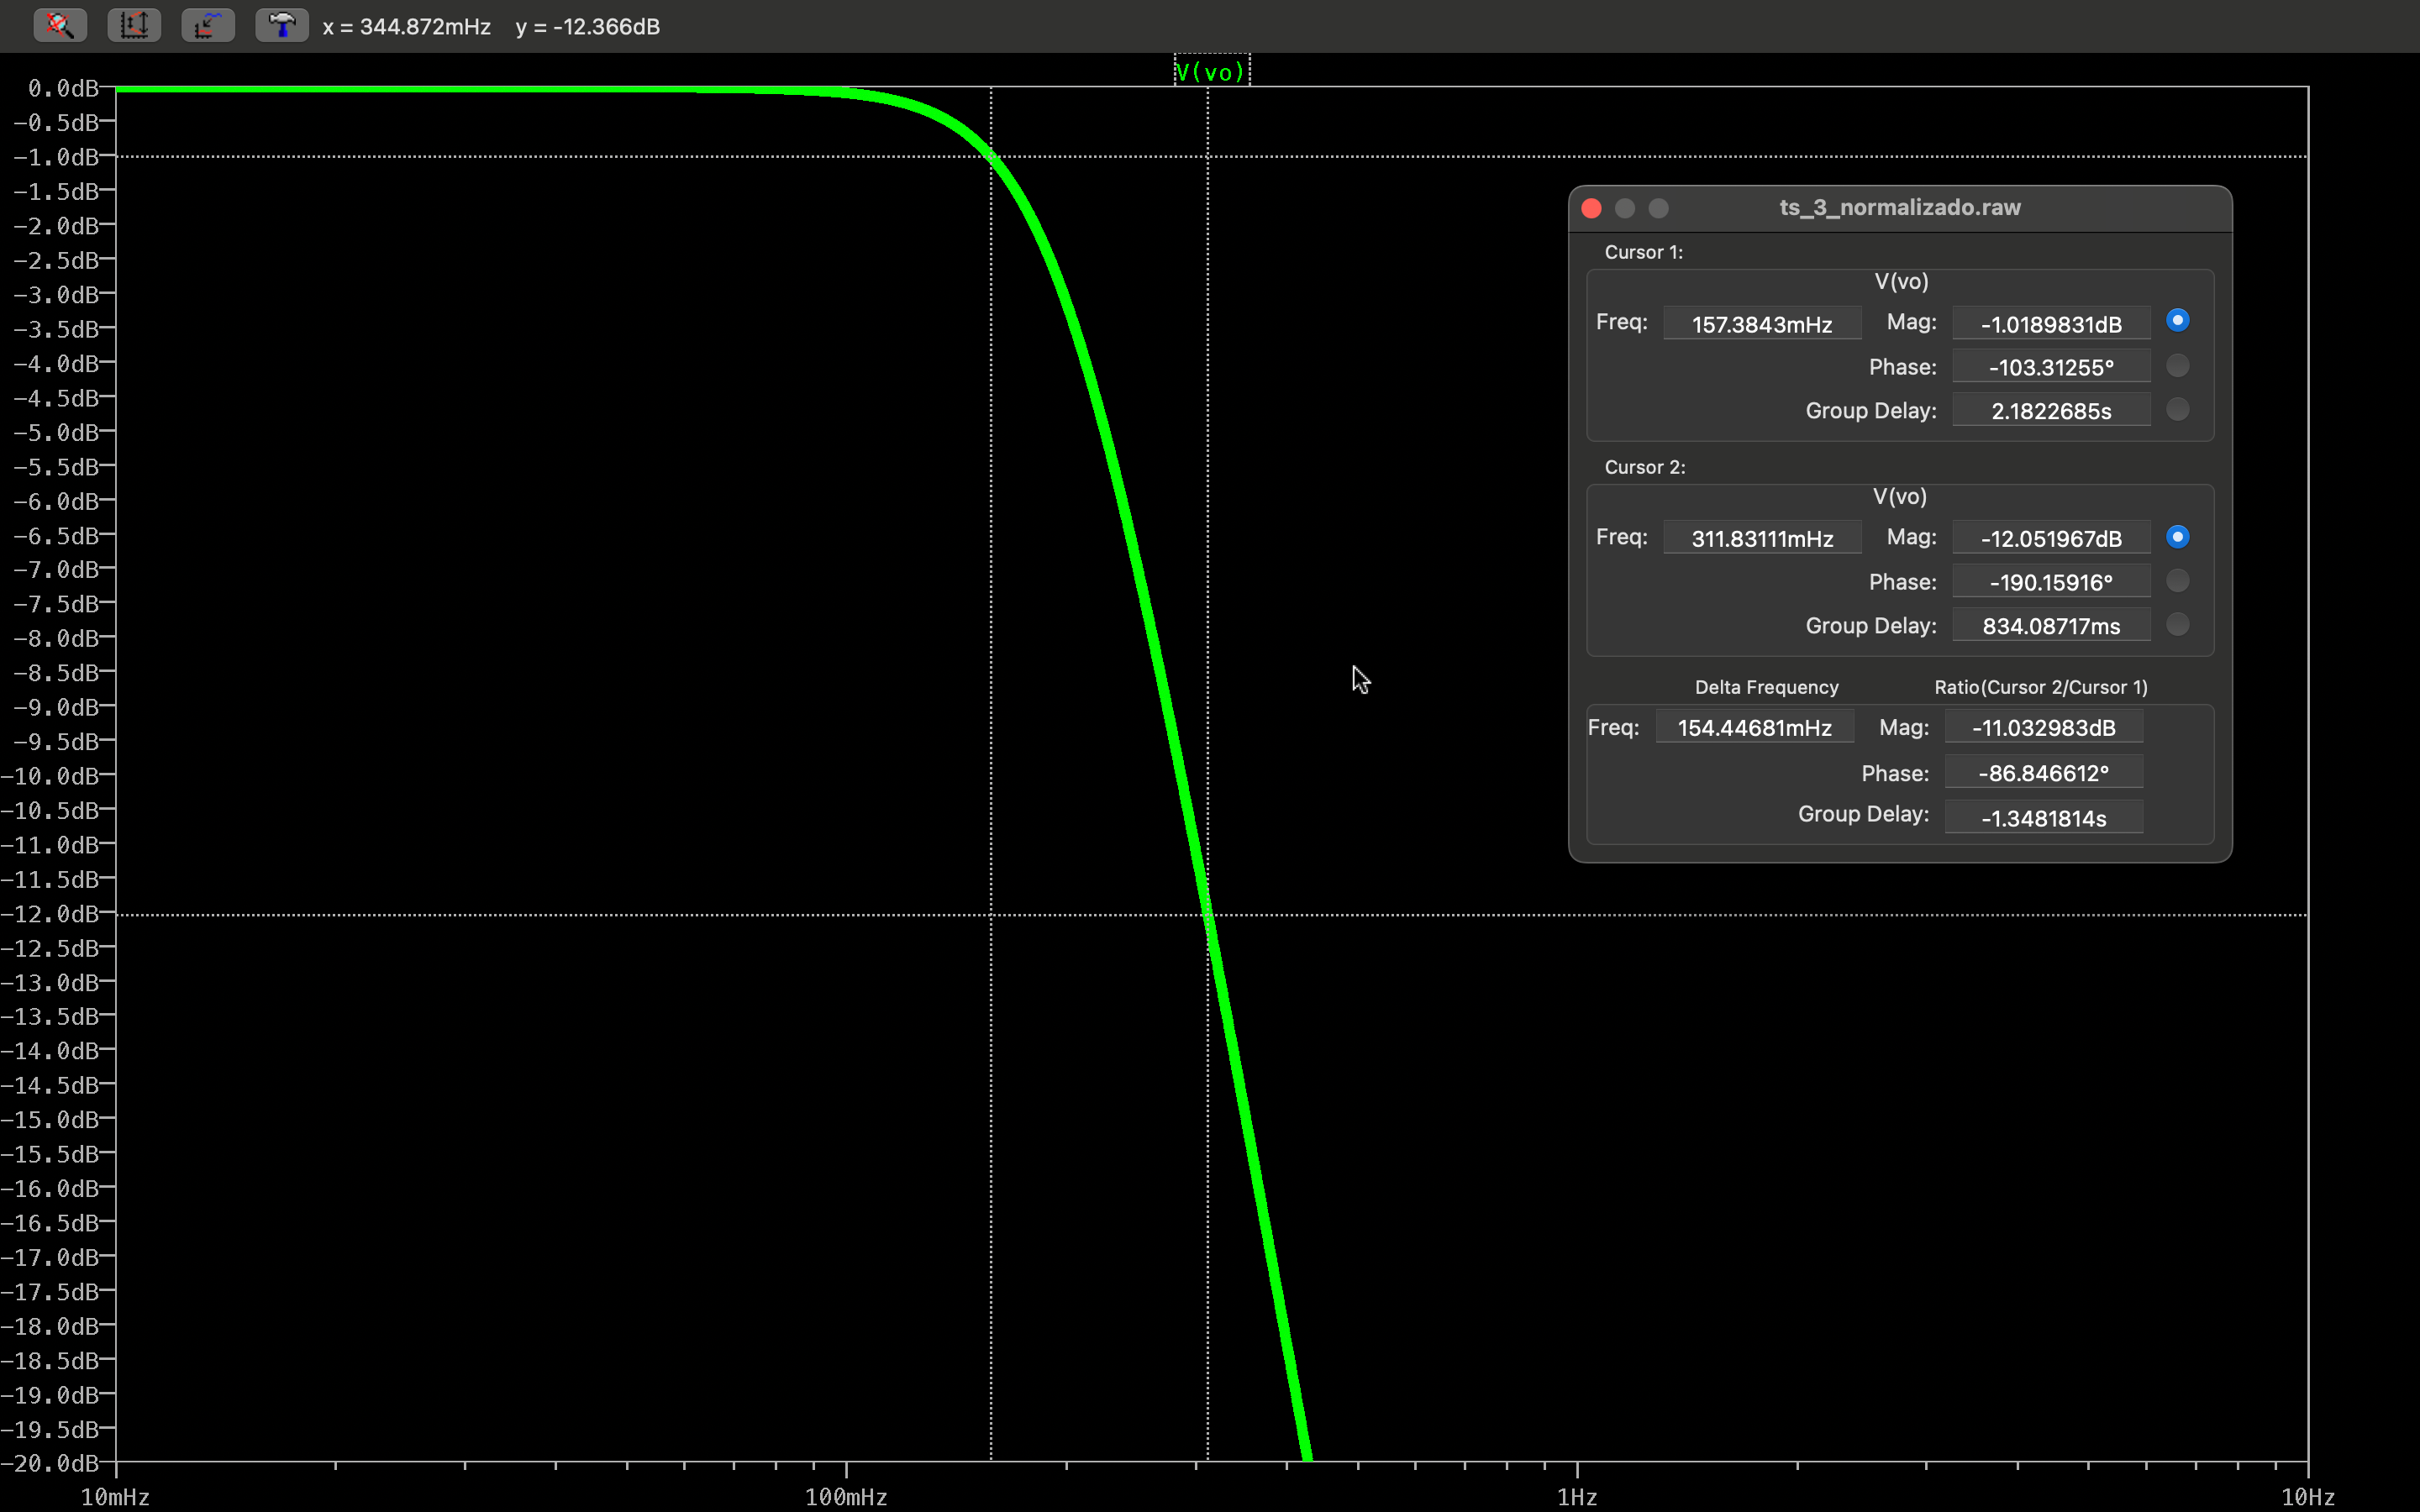 x = 344.872mHz y = -12.366dB
V(vo)
0.0dB
-0.5dB
-1.0dB
-1.5dB
-2.0dB
-2.5dB
-3.0dB
-3.5dB
-4.0dB
-4.5dB
-5.0dB
-5.5dB
-6.0dB
-6.5dB
-7.0dB
-7.5dB
-8.0dB
-8.5dB
-9.0dB
-9.5dB
-10.0dB
-10.5dB
-11.0dB
-11.5dB
-12.0dB
-12.5dB
-13.0dB
-13.5dB
-14.0dB
-14.5dB
-15.0dB
-15.5dB
-16.0dB
-16.5dB
-17.0dB
-17.5dB
-18.0dB
-18.5dB
-19.0dB
-19.5dB
-20.0dB
10mHz 100mHz 1Hz 10Hz
ts_3_normalizado.raw
Cursor 1:
V(vo)
Freq: 157.3843mHz Mag: -1.0189831dB
Phase: -103.31255°
Group Delay: 2.1822685s
Cursor 2:
V(vo)
Freq: 311.83111mHz Mag: -12.051967dB
Phase: -190.15916°
Group Delay: 834.08717ms
Delta Frequency Ratio(Cursor 2/Cursor 1)
Freq: 154.44681mHz Mag: -11.032983dB
Phase: -86.846612°
Group Delay: -1.3481814s